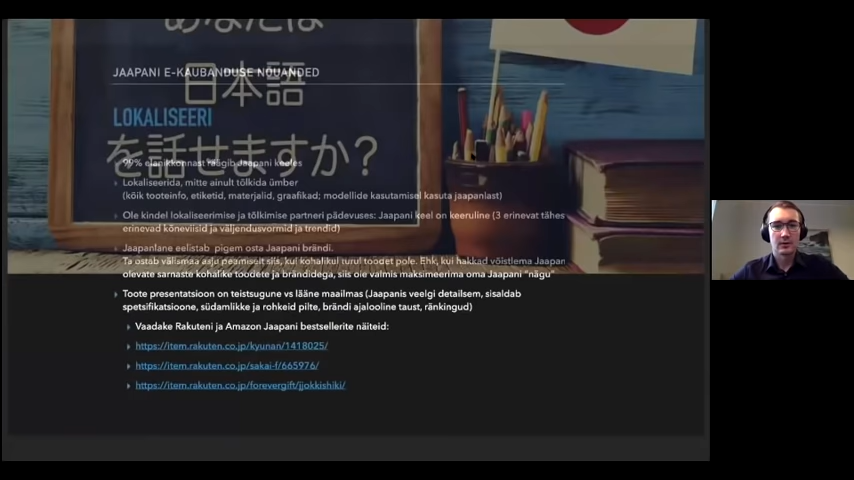 あなたは
JAAPANI E-KAUBANDUSE NÕUANDED
日本語
LOKALISEERI
を話せますか?
99% elanikkonnast räägib Jaapani keeles
Lokaliseerida, mitte ainult tõlkida ümber
(kõik tooteinfo, etiketid, materjalid, graafikad; modellide kasutamisel kasuta jaapanlast)
Ole kindel lokaliseerimise ja tõlkimise partneri pädevuses: Jaapani keel on keeruline (3 erinevat tähes
erinevad kõneviisid ja väljendusvormid ja trendid)
Jaapanlane eelistab pigem osta Jaapani brändi.
Ta ostab välismaa asju peamiselt siis, kui kohalikul turul toodet pole. Ehk, kui hakkad võistlema Jaapan
olevate sarnaste kohalike toodete ja brändidega, siis ole valmis maksimeerima oma Jaapani "nägu"
Toote presentatsioon on teistsugune vs lääne maailmas (Jaapanis veelgi detailsem, sisaldab
spetsifikatsioone, südamlikke ja rohkeid pilte, brändi ajalooline taust, ränkingud)
Vaadake Rakuteni ja Amazon Jaapani bestsellerite näiteid:
https://item.rakuten.co.jp/kyunan/1418025/
https://item.rakuten.co.jp/sakai-f/665976/
https://item.rakuten.co.jp/forevergift/jjokkishiki/